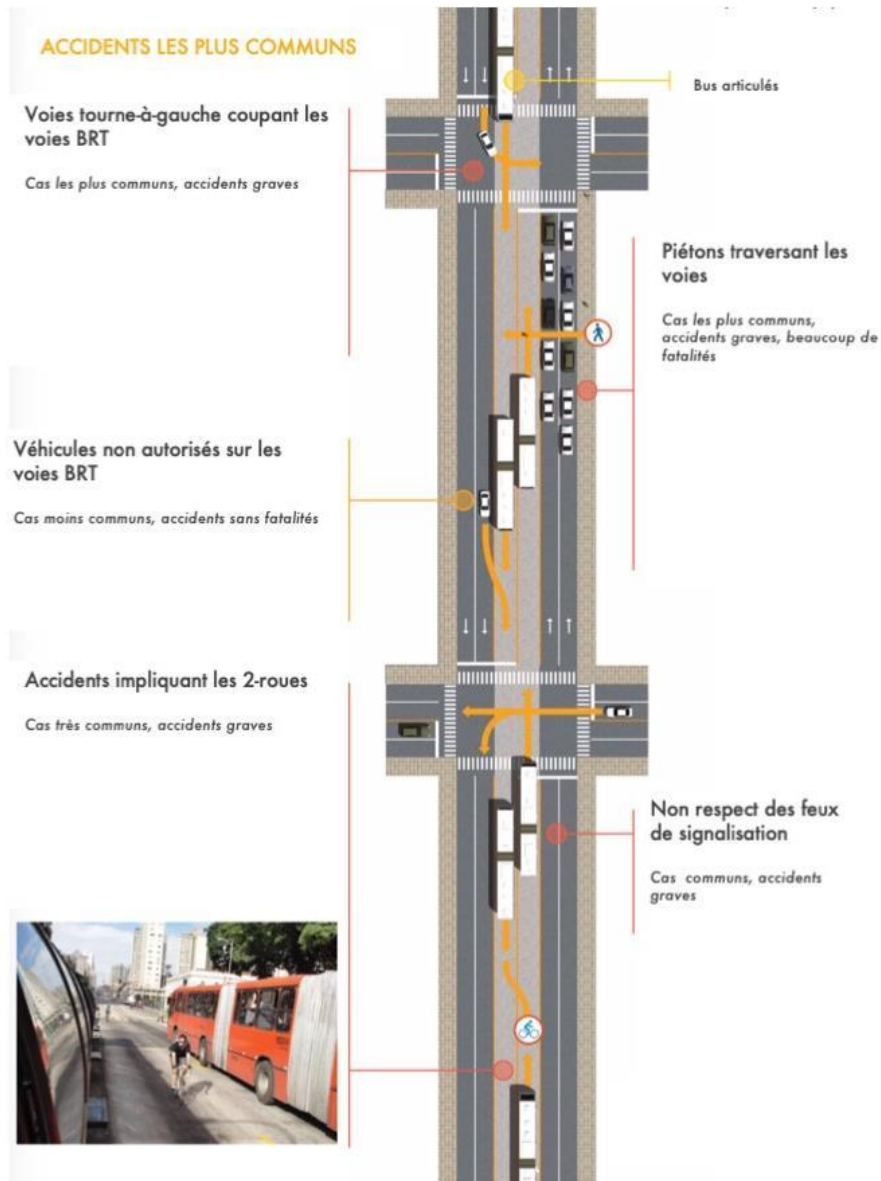 ACCIDENTS LES PLUS COMMUNS
Bus articulés
Voies tourne-à-gauche coupant les
voies BRT
Cas les plus communs, accidents graves
Piétons traversant les
voies
Cas les plus communs,
accidents graves, beaucoup de
fatalités
Véhicules non autorisés sur les
voies BRT
Cas moins communs, accidents sans fatalités
Accidents impliquant les 2-roues
Cas très communs, accidents graves
Non respect des feux
de signalisation
Cas communs, accidents
graves